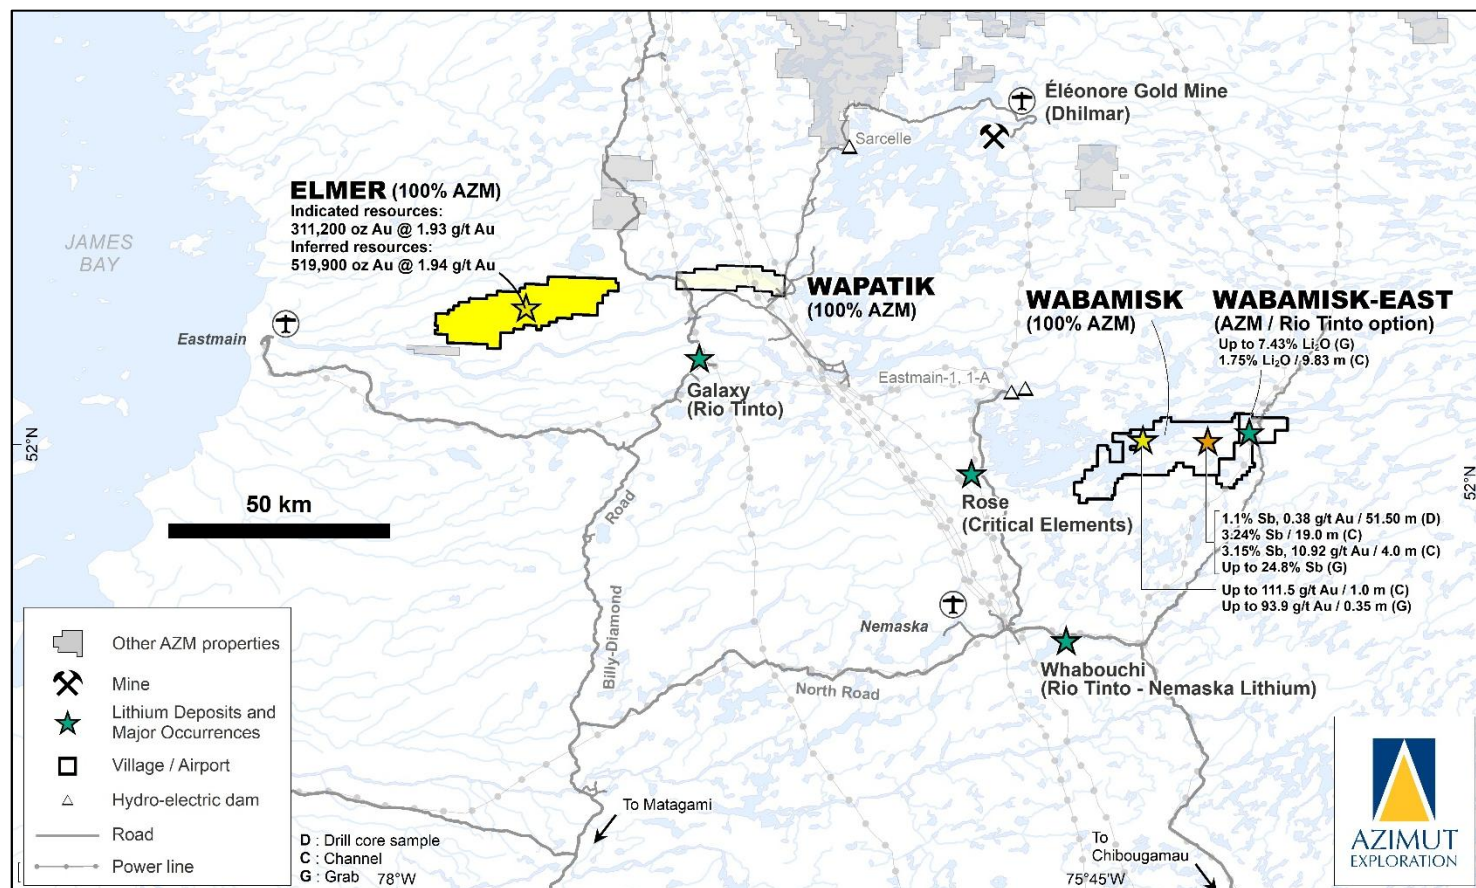 Éléonore Gold Mine
(Dhilmar)
Sarcelle
ELMER (100% AZM)
Indicated resources:
311,200 oz Au @ 1.93 g/t Au
Inferred resources:
519,900 oz Au @ 1.94 g/t Au
JAMES
BAY
WAPATIK
(100% AZM)
WABAMISK
(100% AZM)
WABAMISK-EAST
(AZM / Rio Tinto option)
Up to 7.43% Li₂O (G)
1.75% Li₂O / 9.83 m (C)
Eastmain
Galaxy
(Rio Tinto)
Eastmain-1, 1-A
52°N
52°N
50 km
Road
Billy-Diamond
Rose
(Critical Elements)
1.1% Sb, 0.38 g/t Au / 51.50 m (D)
3.24% Sb / 19.0 m (C)
3.15% Sb, 10.92 g/t Au / 4.0 m (C)
Up to 24.8% Sb (G)
Up to 111.5 g/t Au / 1.0 m (C)
Up to 93.9 g/t Au / 0.35 m (G)
Nemaska
North Road
Whabouchi
(Rio Tinto - Nemaska Lithium)
Other AZM properties
Mine
Lithium Deposits and
Major Occurrences
Village / Airport
Hydro-electric dam
Road
Power line
To Matagami
D : Drill core sample
C : Channel
G : Grab
78°W
75°45'W
To
Chibougamau
AZIMUT
EXPLORATION